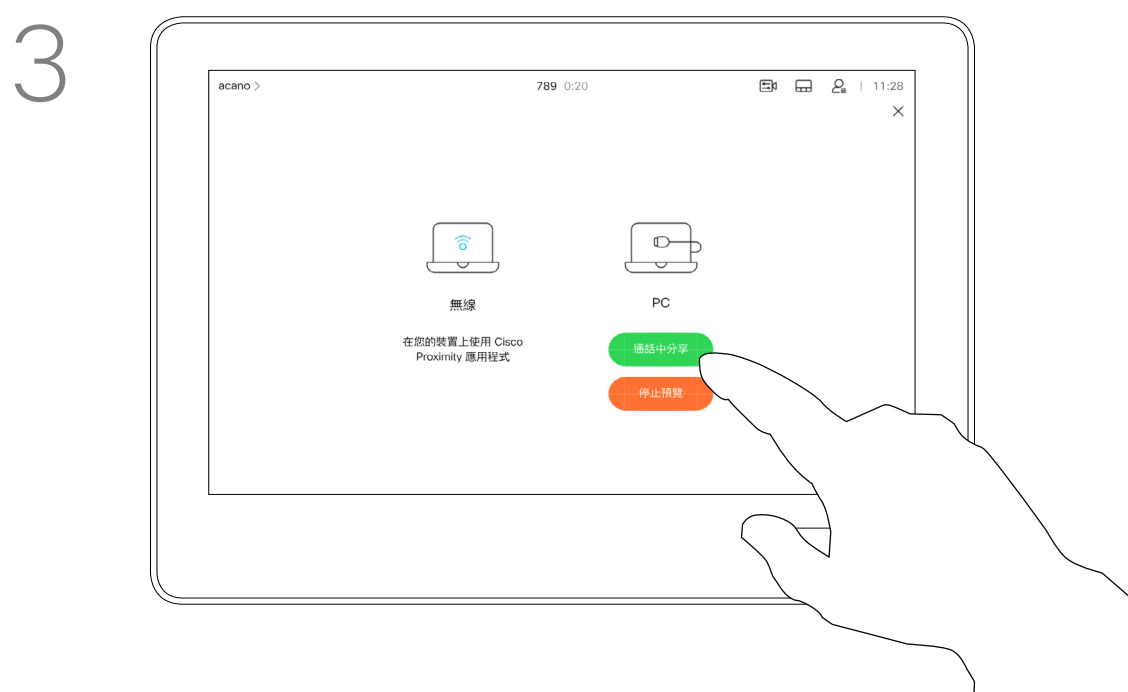 3
acano >
789 0:20
11:28
無線
PC
在您的裝置上使用 Cisco
Proximity 應用程式
通話中分享
停止預覽